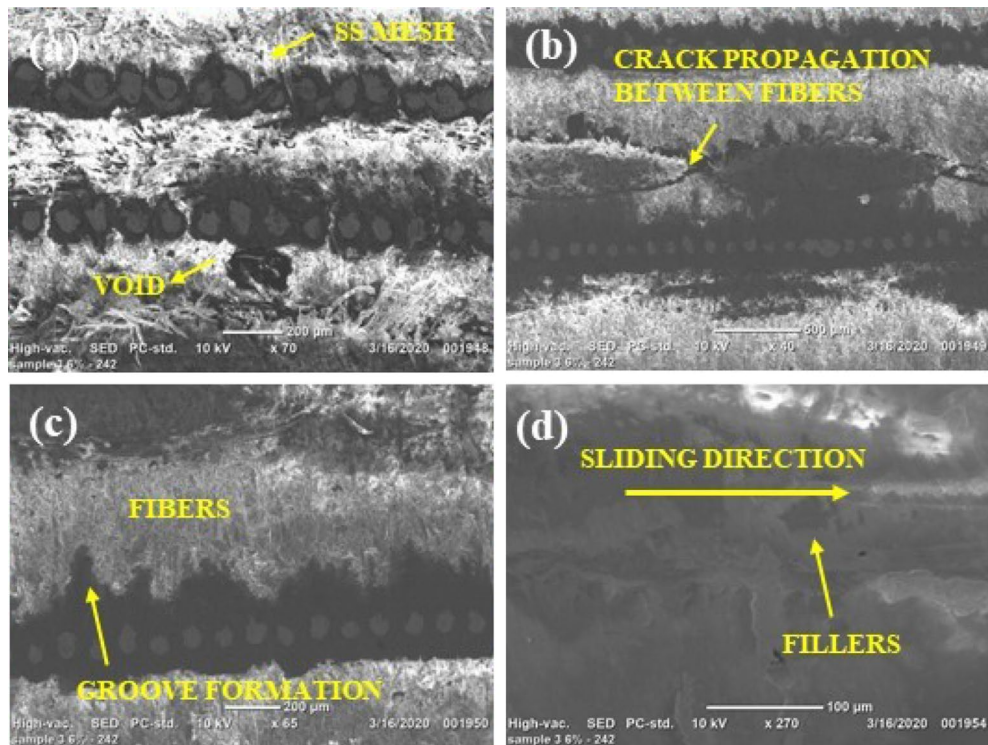 (a)
SS MESH
VOID
200 µm
High-vac. SED PC-std. 10 kV x 70 3/16/2020 001948
sample 3 6% - 242
(b)
CRACK PROPAGATION
BETWEEN FIBERS
500 µm
High-vac. SED PC-std. 10 kV x 40 3/16/2020 001949
sample 3 6% - 242
(c)
FIBERS
GROOVE FORMATION
200 µm
High-vac. SED PC-std. 10 kV x 65 3/16/2020 001950
sample 3 6% - 242
(d)
SLIDING DIRECTION
FILLERS
100 µm
High-vac. SED PC-std. 10 kV x 270 3/16/2020 001954
sample 3 6% - 242